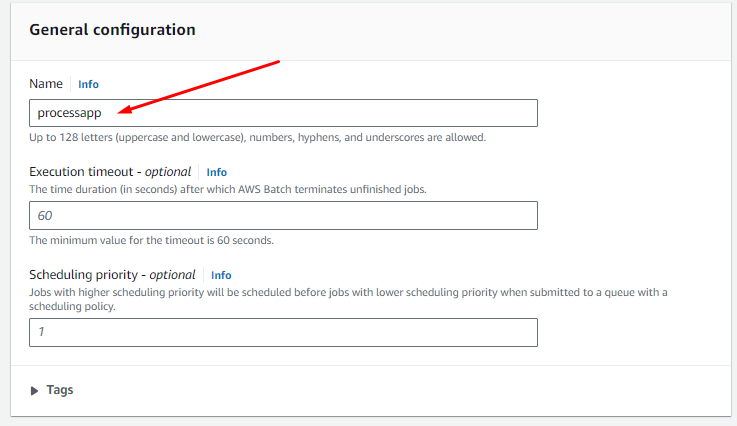 General configuration
Name Info
processapp
Up to 128 letters (uppercase and lowercase), numbers, hyphens, and underscores are allowed.
Execution timeout - optional Info
The time duration (in seconds) after which AWS Batch terminates unfinished jobs.
60
The minimum value for the timeout is 60 seconds.
Scheduling priority - optional Info
Jobs with higher scheduling priority will be scheduled before jobs with lower scheduling priority when submitted to a queue with a
scheduling policy.
1
Tags